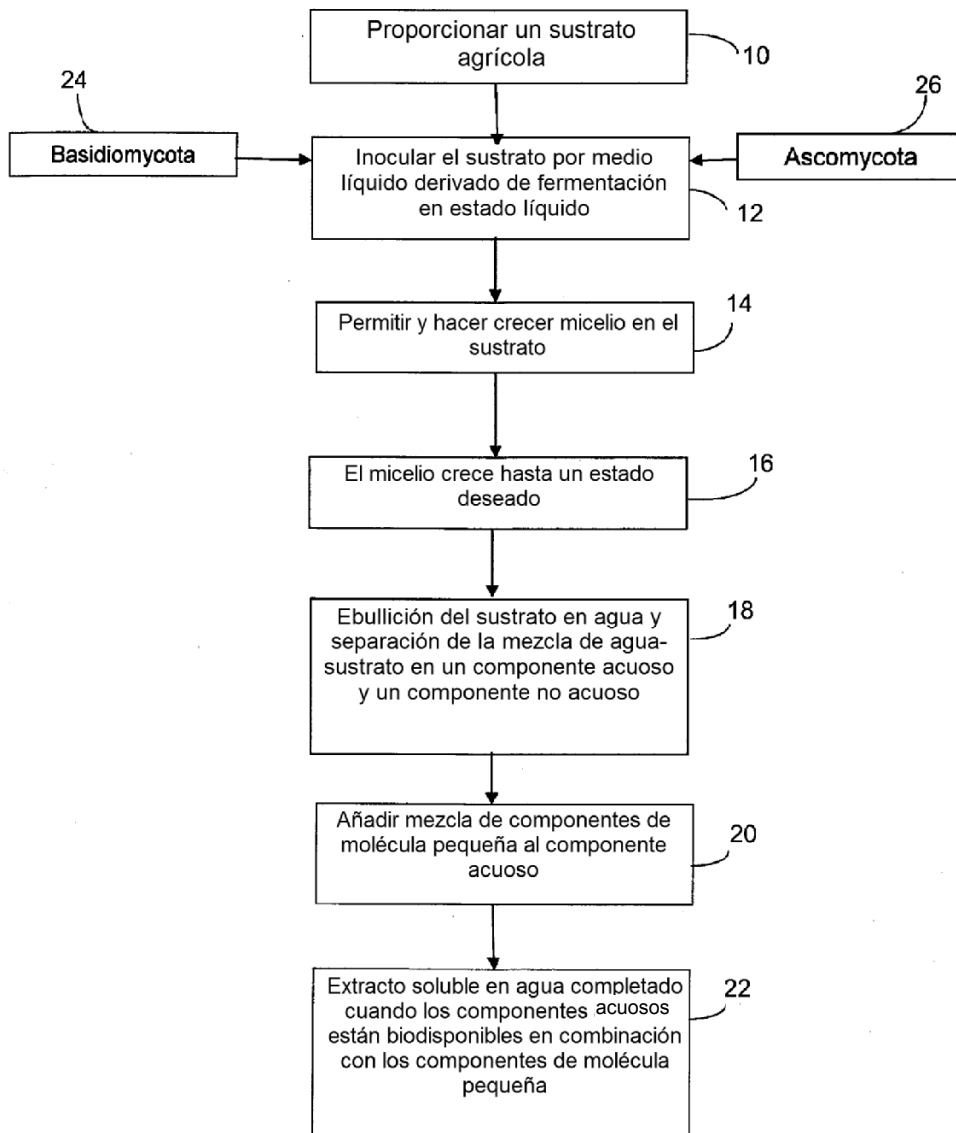 Proporcionar un sustrato
agrícola
10
24
26
Basidiomycota
Inocular el sustrato por medio
líquido derivado de fermentación
en estado líquido
Ascomycota
12
Permitir y hacer crecer micelio en el
sustrato
14
El micelio crece hasta un estado
deseado
16
Ebullición del sustrato en agua y
separación de la mezcla de agua-
sustrato en un componente acuoso
y un componente no acuoso
18
Añadir mezcla de componentes de
molécula pequeña al componente
acuoso
20
Extracto soluble en agua completado
cuando los componentes acuosos
están biodisponibles en combinación
con los componentes de molécula
pequeña
22